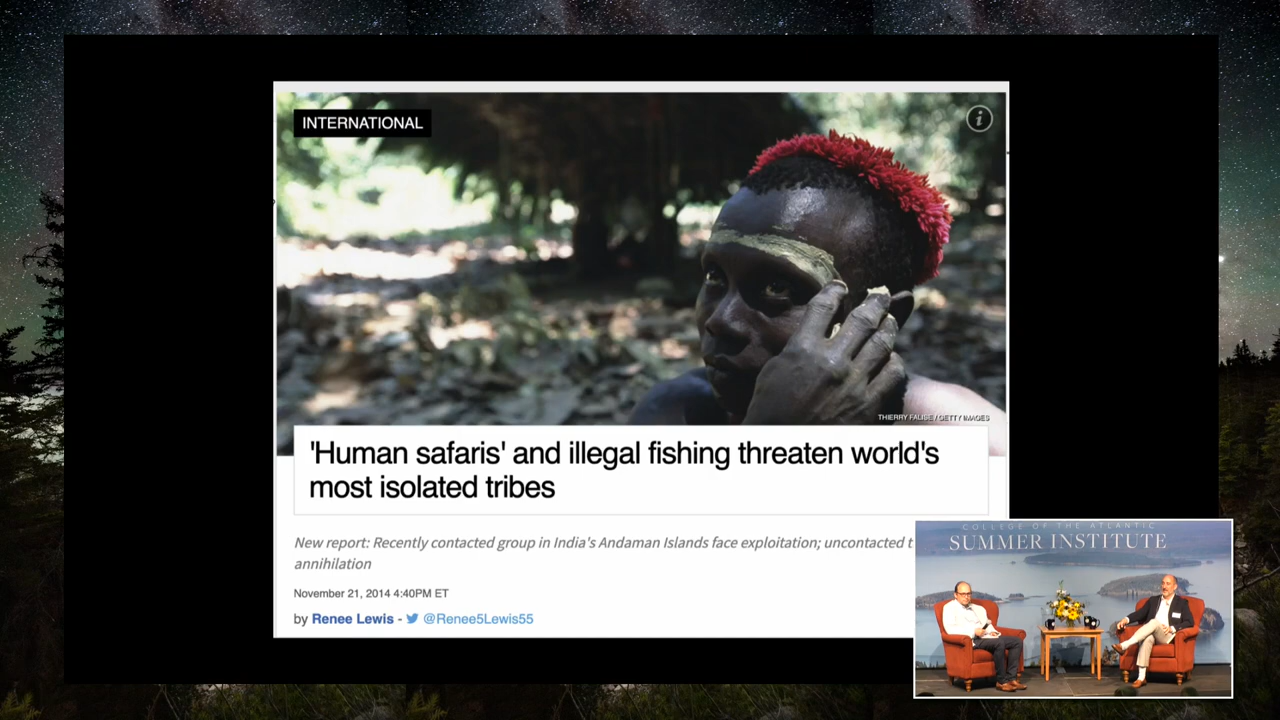 INTERNATIONAL
i
THIERRY FALISE / GETTY IMAGES
'Human safaris' and illegal fishing threaten world's
most isolated tribes
New report: Recently contacted group in India's Andaman Islands face exploitation; uncontacted t
annihilation
November 21, 2014 4:40PM ET
by Renee Lewis - @Renee5Lewis55
COLLEGE OF THE ATLANTIC
SUMMER INSTITUTE